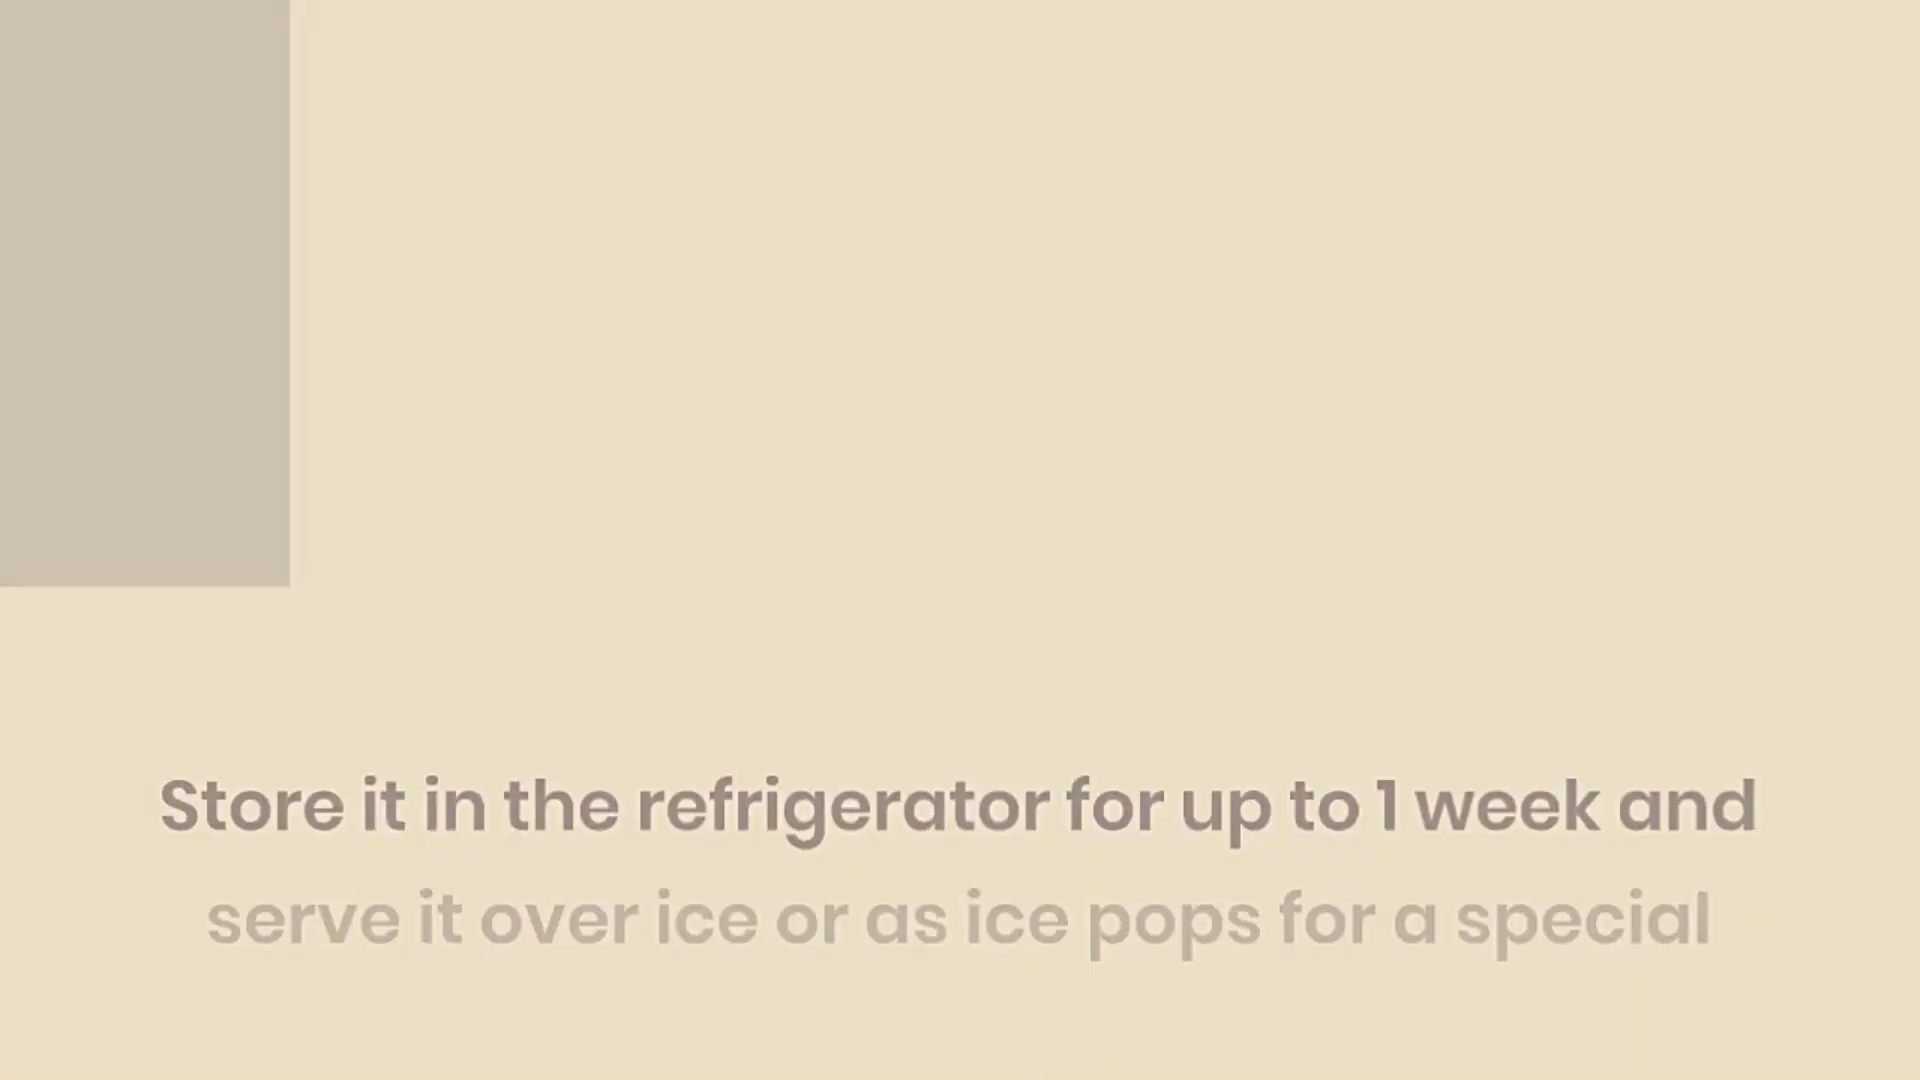 Store it in the refrigerator for up to 1 week and
serve it over ice or as ice pops for a special